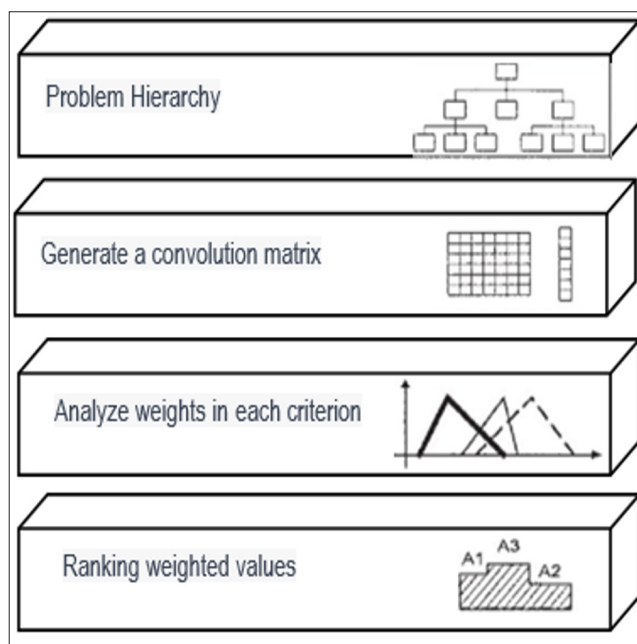 Problem Hierarchy
Generate a convolution matrix
Analyze weights in each criterion
Ranking weighted values
A1
A3
A2